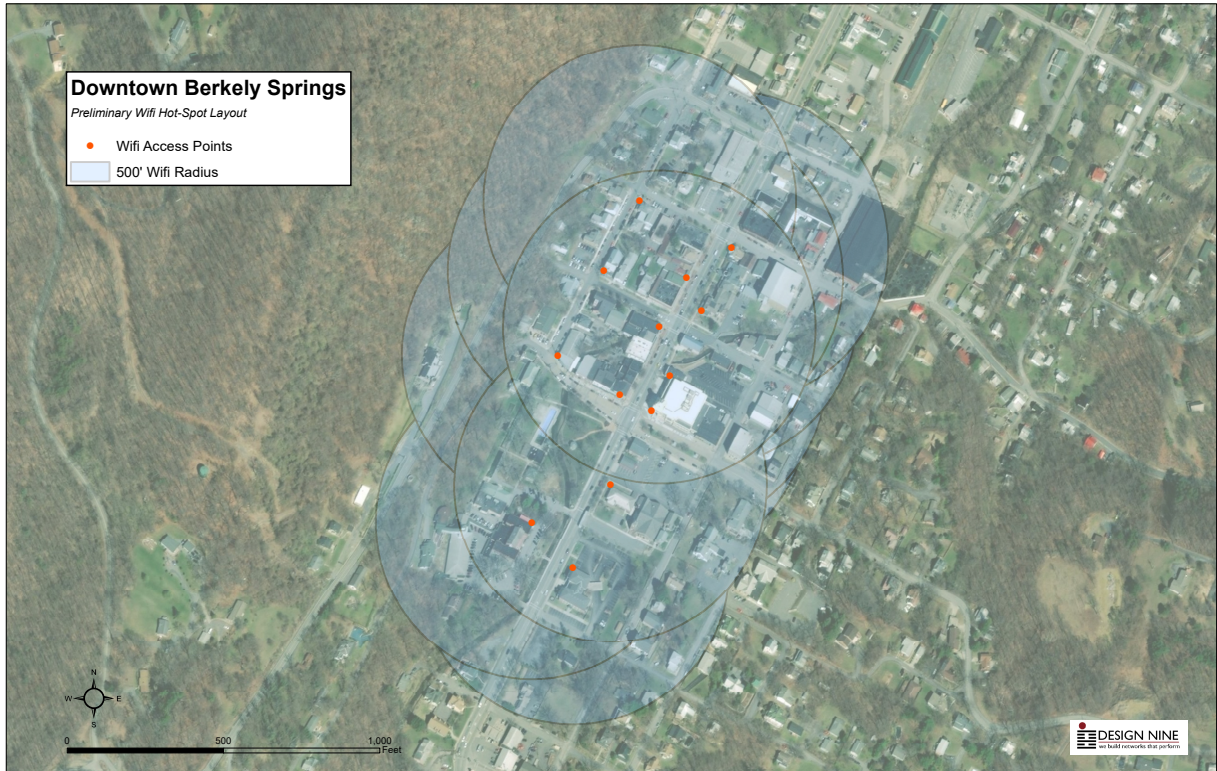 Downtown Berkely Springs
Preliminary Wifi Hot-Spot Layout
Wifi Access Points
500' Wifi Radius
N
W E
S
0 500 1,000
Feet
DESIGN NINE
we build networks that perform